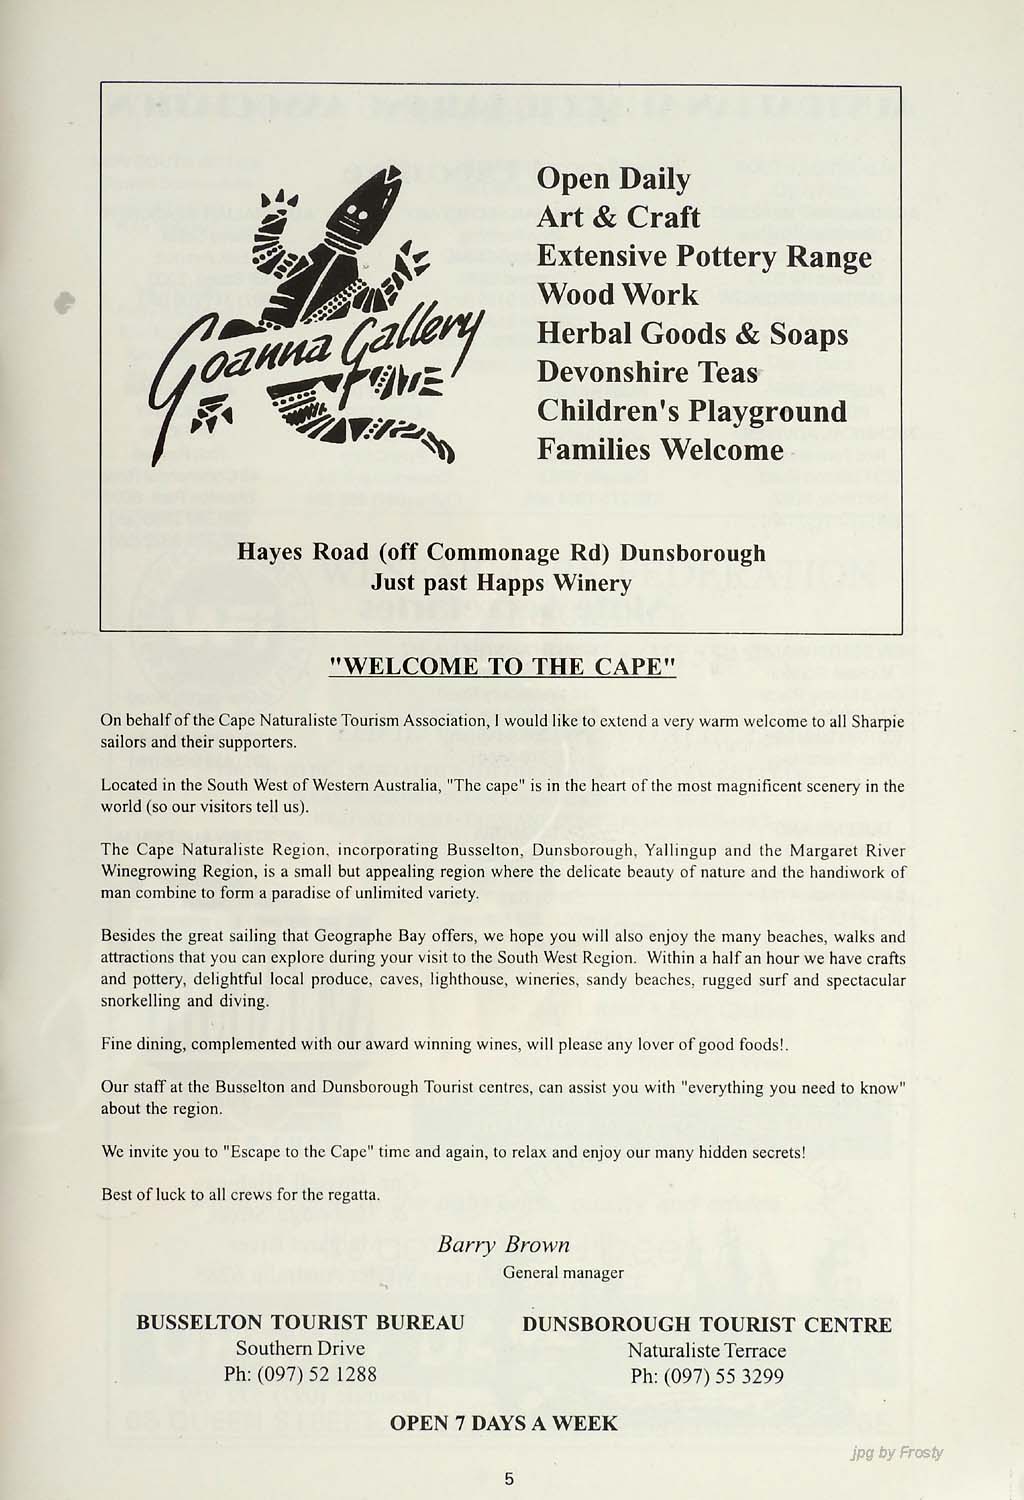 Goanna Gallery
Open Daily
Art & Craft
Extensive Pottery Range
Wood Work
Herbal Goods & Soaps
Devonshire Teas
Children's Playground
Families Welcome
Hayes Road (off Commonage Rd) Dunsborough
Just past Happs Winery
"WELCOME TO THE CAPE"
On behalf of the Cape Naturaliste Tourism Association, I would like to extend a very warm welcome to all Sharpie
sailors and their supporters.
Located in the South West of Western Australia, "The cape" is in the heart of the most magnificent scenery in the
world (so our visitors tell us).
The Cape Naturaliste Region, incorporating Busselton, Dunsborough, Yallingup and the Margaret River
Winegrowing Region, is a small but appealing region where the delicate beauty of nature and the handiwork of
man combine to form a paradise of unlimited variety.
Besides the great sailing that Geographe Bay offers, we hope you will also enjoy the many beaches, walks and
attractions that you can explore during your visit to the South West Region. Within a half an hour we have crafts
and pottery, delightful local produce, caves, lighthouse, wineries, sandy beaches, rugged surf and spectacular
snorkelling and diving.
Fine dining, complemented with our award winning wines, will please any lover of good foods!.
Our staff at the Busselton and Dunsborough Tourist centres, can assist you with "everything you need to know"
about the region.
We invite you to "Escape to the Cape" time and again, to relax and enjoy our many hidden secrets!
Best of luck to all crews for the regatta.
Barry Brown
General manager
BUSSELTON TOURIST BUREAU
Southern Drive
Ph: (097) 52 1288
DUNSBOROUGH TOURIST CENTRE
Naturaliste Terrace
Ph: (097) 55 3299
OPEN 7 DAYS A WEEK
jpg by Frosty
5